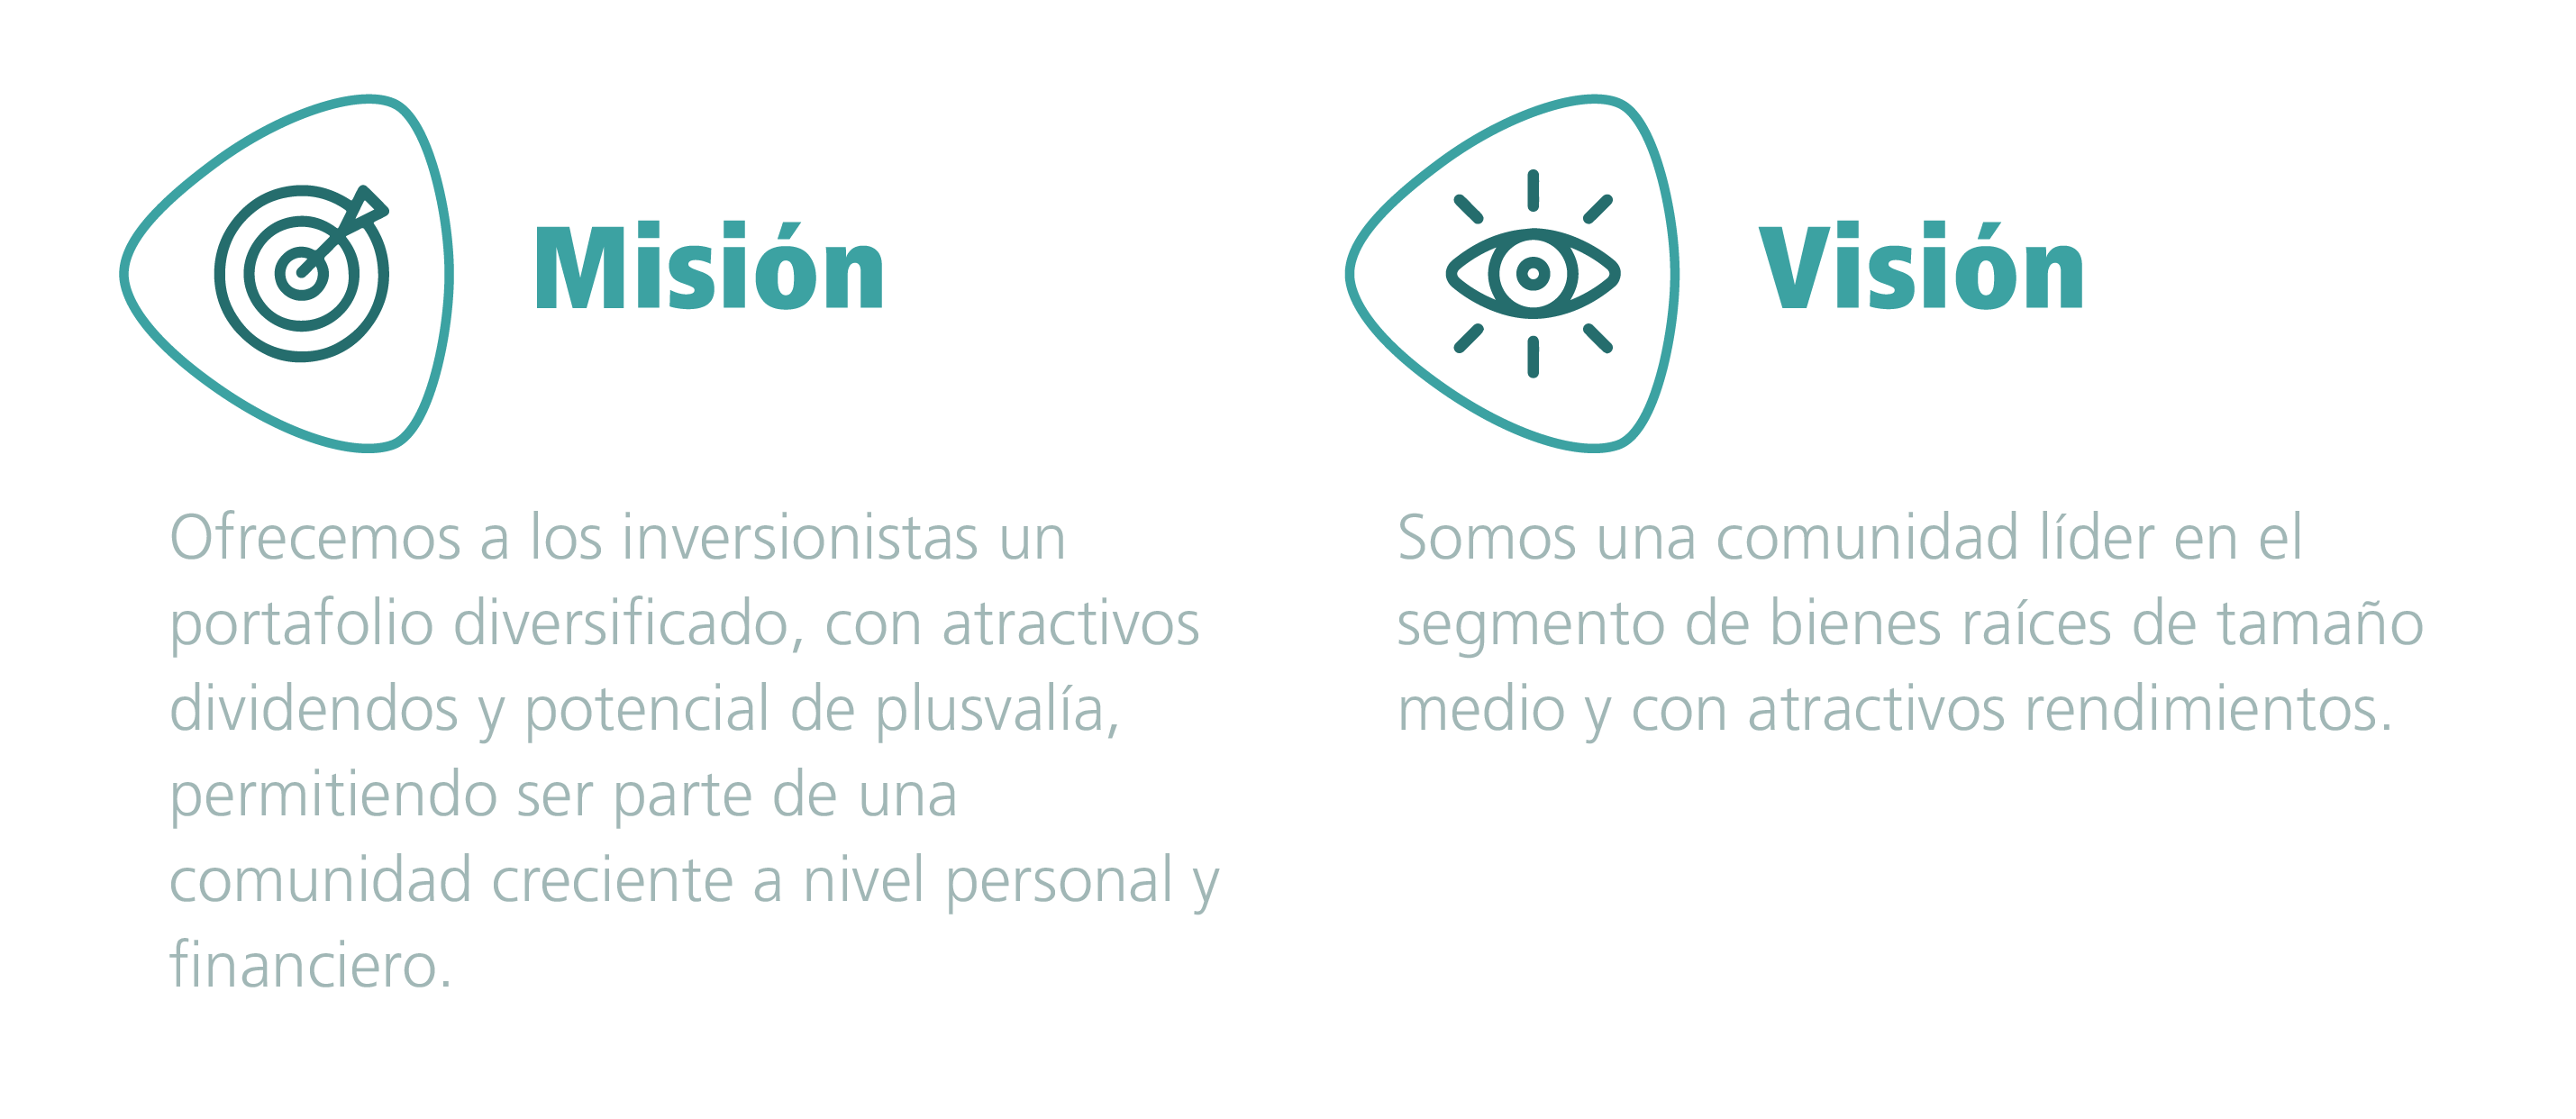 Misión
Ofrecemos a los inversionistas un
portafolio diversificado, con atractivos
dividendos y potencial de plusvalía,
permitiendo ser parte de una
comunidad creciente a nivel personal y
financiero.
Visión
Somos una comunidad líder en el
segmento de bienes raíces de tamaño
medio y con atractivos rendimientos.